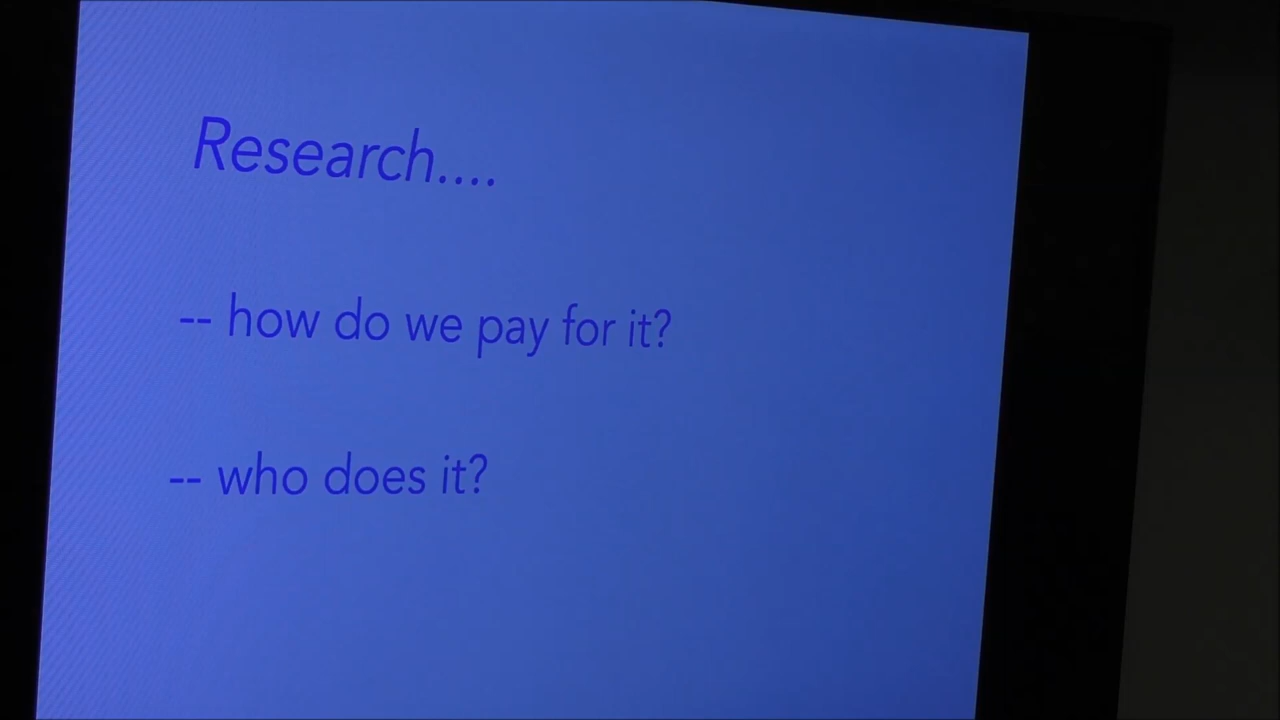 Research....
-- how do we pay for it?
-- who does it?